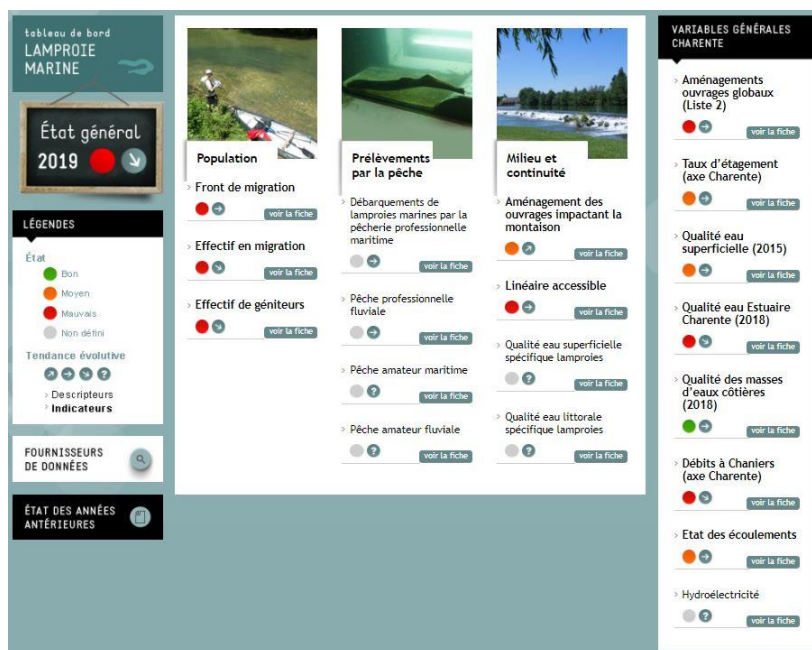 tableau de bord
LAMPROIE
MARINE
État général
2019
LÉGENDES
État
Bon
Moyen
Mauvais
Non défini
Tendance évolutive
?
› Descripteurs
› Indicateurs
FOURNISSEURS
DE DONNÉES
ÉTAT DES ANNÉES
ANTÉRIEURES
Population
› Front de migration
voir la fiche
› Effectif en migration
voir la fiche
› Effectif de géniteurs
voir la fiche
Prélèvements
par la pêche
› Débarquements de
lamproies marines par la
pêcherie professionnelle
maritime
voir la fiche
› Pêche professionnelle
fluviale
voir la fiche
› Pêche amateur maritime
?
voir la fiche
› Pêche amateur fluviale
?
voir la fiche
Milieu et
continuité
› Aménagement des
ouvrages impactant la
montaison
voir la fiche
› Linéaire accessible
voir la fiche
› Qualité eau superficielle
spécifique lamproies
?
voir la fiche
› Qualité eau littorale
spécifique lamproies
?
voir la fiche
VARIABLES GÉNÉRALES
CHARENTE
› Aménagements
ouvrages globaux
(Liste 2)
voir la fiche
› Taux d'étagement
(axe Charente)
voir la fiche
› Qualité eau
superficielle (2015)
voir la fiche
› Qualité eau Estuaire
Charente (2018)
voir la fiche
› Qualité des masses
d'eaux côtières
(2018)
voir la fiche
› Débits à Chaniers
(axe Charente)
voir la fiche
› Etat des écoulements
voir la fiche
› Hydroélectricité
?
voir la fiche